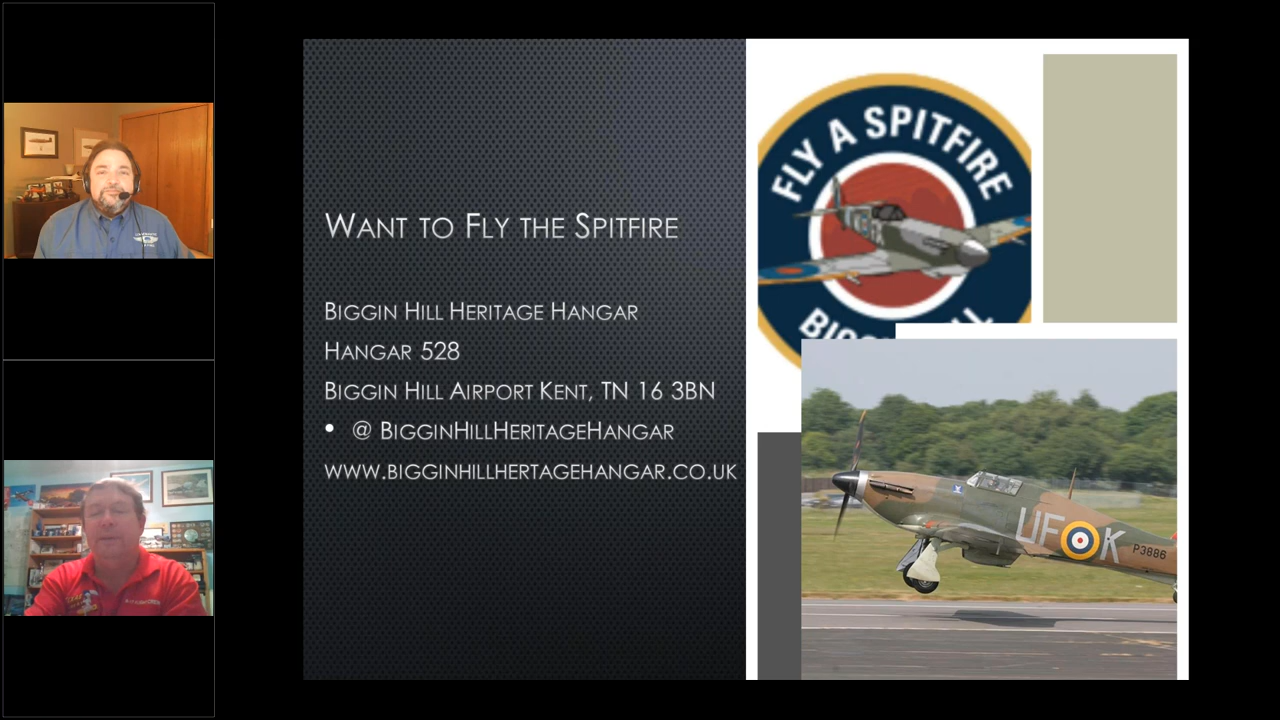 WANT TO FLY THE SPITFIRE
BIGGIN HILL HERITAGE HANGAR
HANGAR 528
BIGGIN HILL AIRPORT KENT, TN 16 3BN
• @ BIGGINHILLHERITAGEHANGAR
WWW.BIGGINHILLHERTAGEHANGAR.CO.UK
FLY A SPITFIRE
UF K
P3886